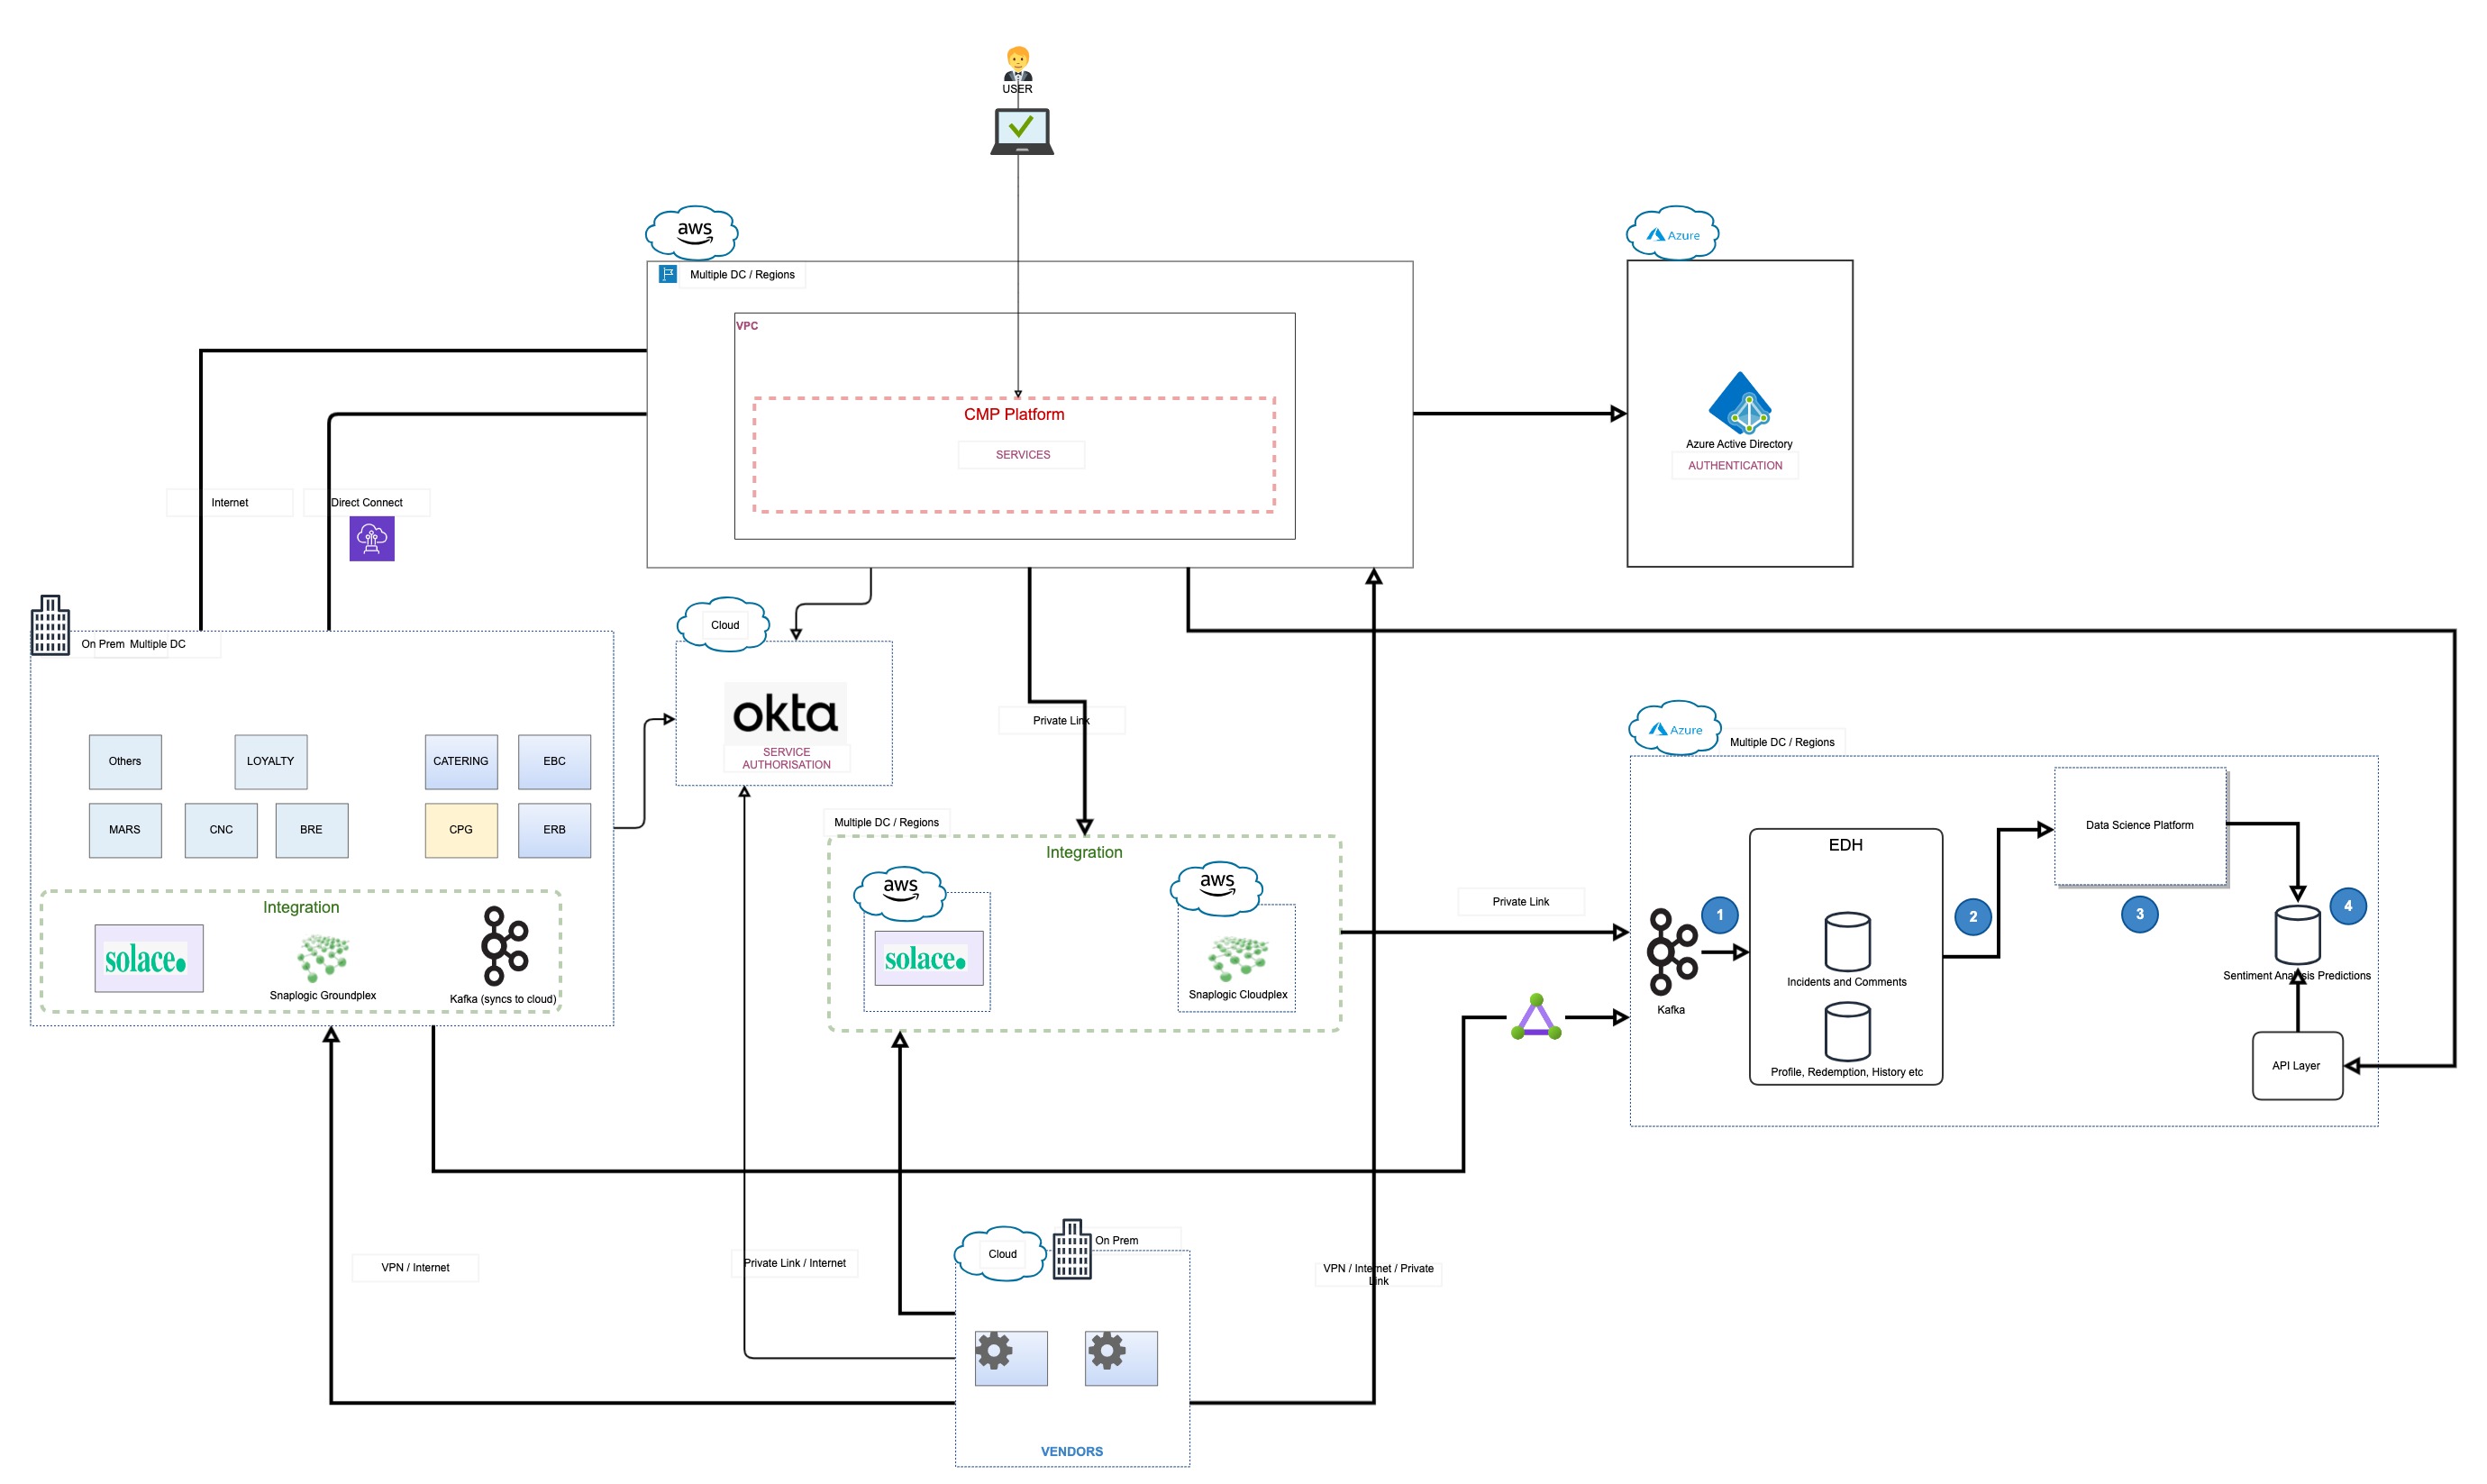 USER
aws
Multiple DC / Regions
VPC
CMP Platform
SERVICES
Azure
Azure Active Directory
AUTHENTICATION
Internet
Direct Connect
On Prem  Multiple DC
Others
LOYALTY
CATERING
EBC
MARS
CNC
BRE
CPG
ERB
Integration
solace.
Snaplogic Groundplex
Kafka (syncs to cloud)
Cloud
okta
SERVICE
AUTHORISATION
Private Link
Multiple DC / Regions
Integration
aws
solace.
aws
Snaplogic Cloudplex
Private Link
Azure
Multiple DC / Regions
Kafka
1
EDH
Incidents and Comments
Profile, Redemption, History etc
2
Data Science Platform
3
4
Sentiment Analysis Predictions
API Layer
VPN / Internet
Private Link / Internet
Cloud
On Prem
VPN / Internet / Private
Link
VENDORS